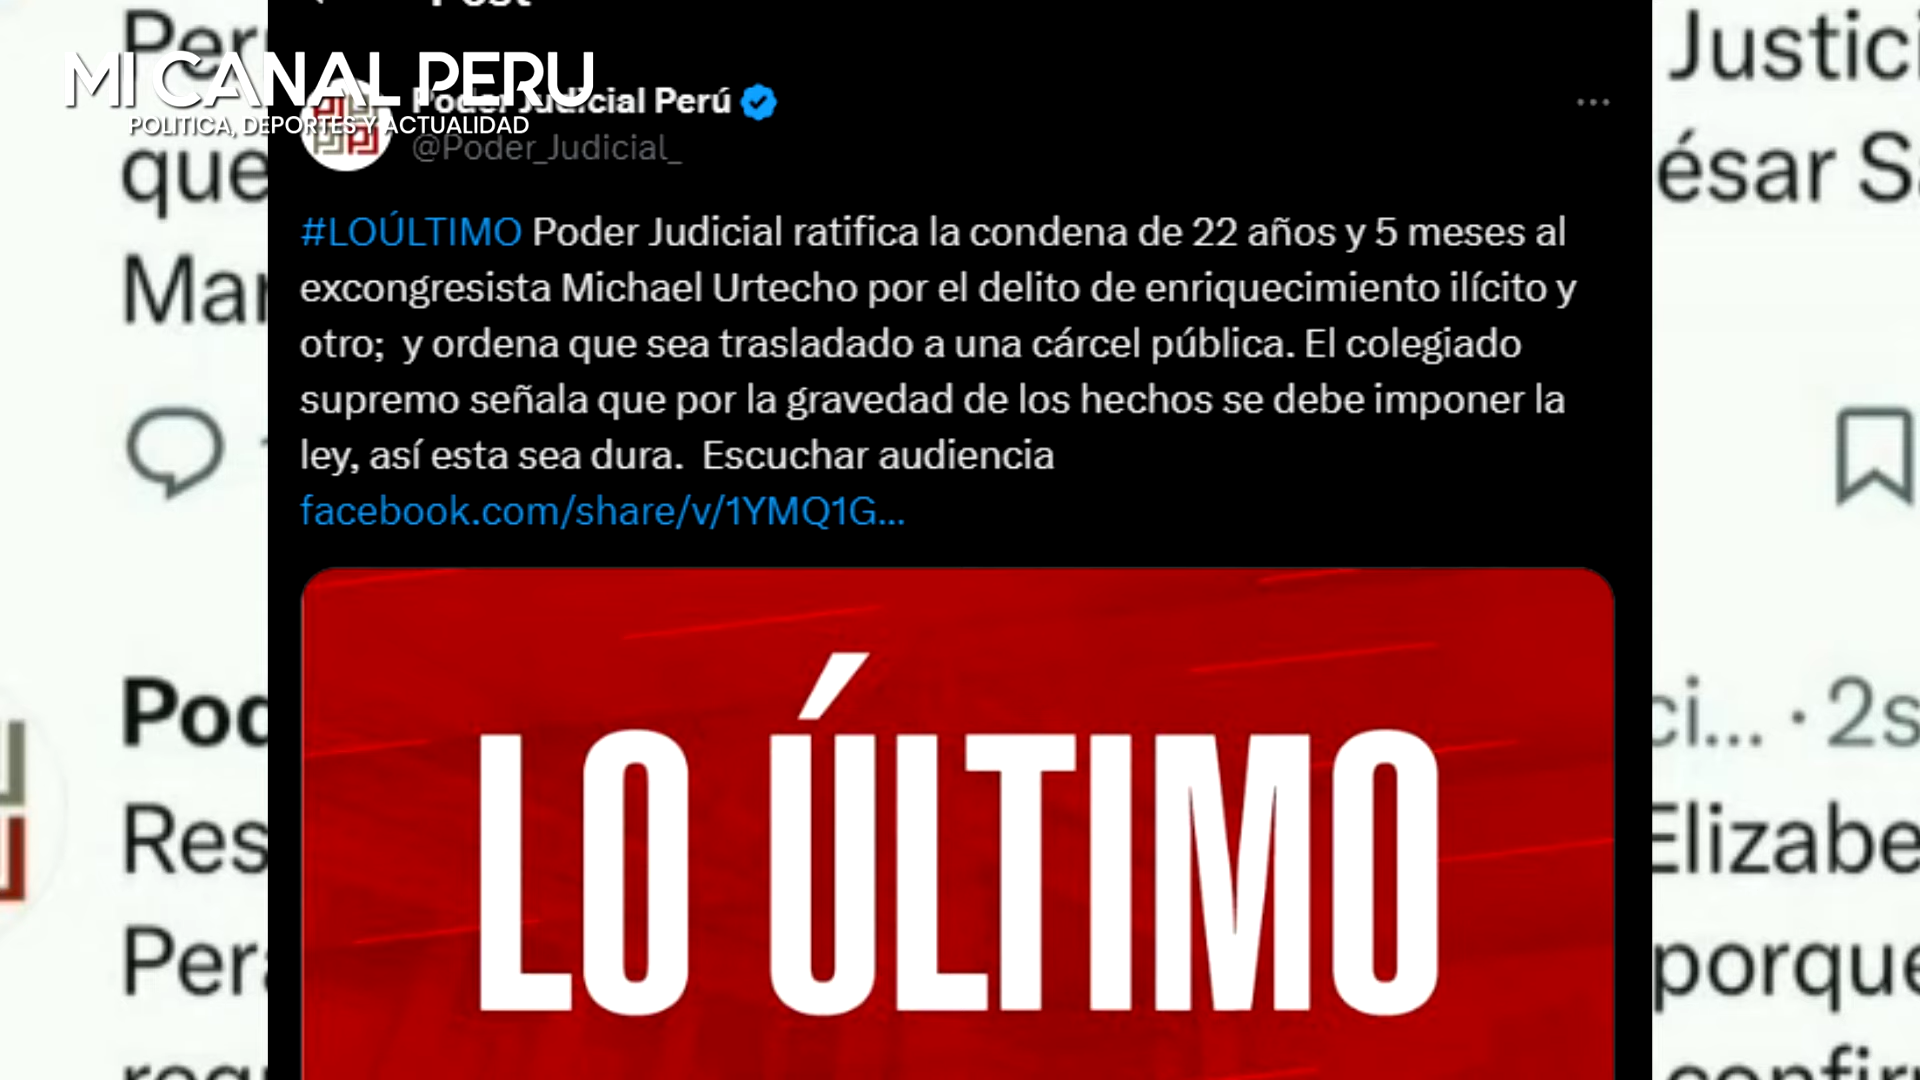 Post
MI CANAL PERU
POLITICA, DEPORTES Y ACTUALIDAD
Poder Judicial Perú
@Poder_Judicial_
#LOÚLTIMO Poder Judicial ratifica la condena de 22 años y 5 meses al
excongresista Michael Urtecho por el delito de enriquecimiento ilícito y
otro;  y ordena que sea trasladado a una cárcel pública. El colegiado
supremo señala que por la gravedad de los hechos se debe imponer la
ley, así esta sea dura.  Escuchar audiencia
facebook.com/share/v/1YMQ1G...
LO ÚLTIMO
Per
Justici
que
ésar S
Mar
Pod
ci... · 2s
Res
Elizabe
Per
porque